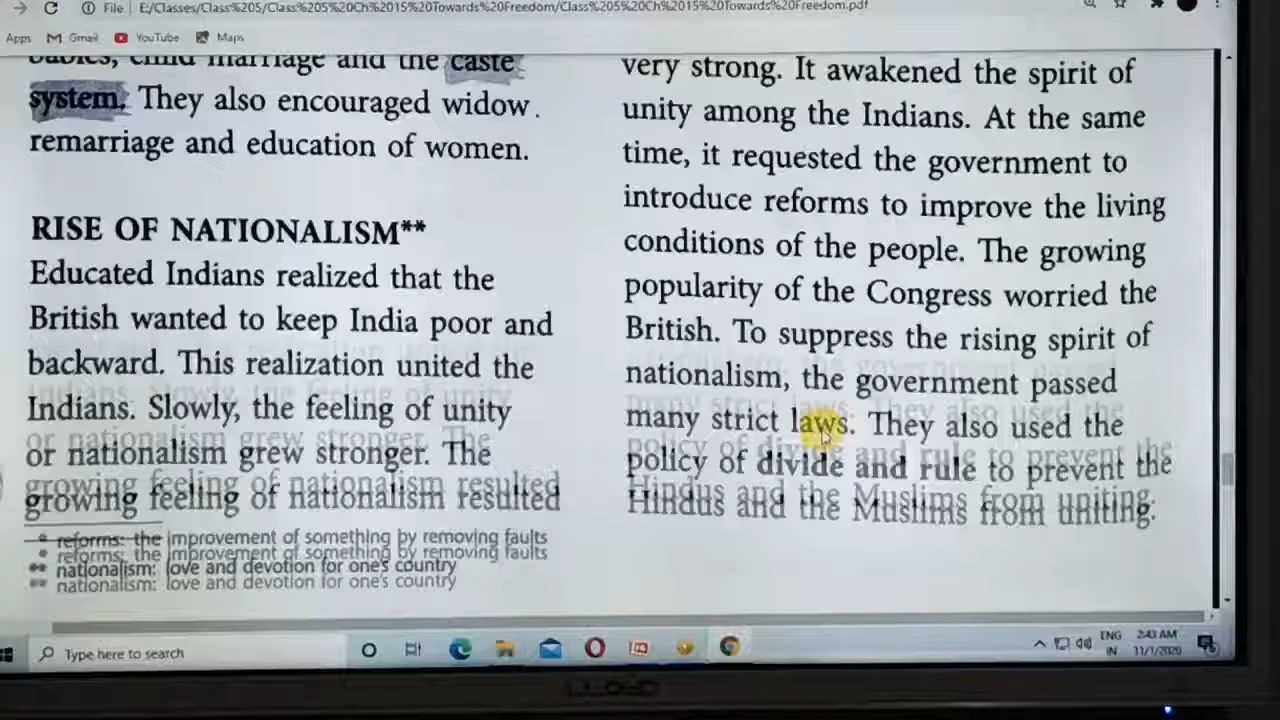 File | E:/Classes/Class%205/Class%205%20Ch%2015%20Towards%20Freedom/Class%205%20Ch%2015%20Towards%20Freedom.pdf
Apps Gmail YouTube Maps
babies, child marriage and the caste
system. They also encouraged widow
remarriage and education of women.
RISE OF NATIONALISM**
Educated Indians realized that the
British wanted to keep India poor and
backward. This realization united the
Indians. Slowly, the feeling of unity
or nationalism grew stronger. The
growing feeling of nationalism resulted
* reforms: the improvement of something by removing faults
** nationalism: love and devotion for one's country
very strong. It awakened the spirit of
unity among the Indians. At the same
time, it requested the government to
introduce reforms to improve the living
conditions of the people. The growing
popularity of the Congress worried the
British. To suppress the rising spirit of
nationalism, the government passed
many strict laws. They also used the
policy of divide and rule to prevent the
Hindus and the Muslims from uniting.
Type here to search
ENG
IN
2:43 AM
11/1/2020
LLOYD